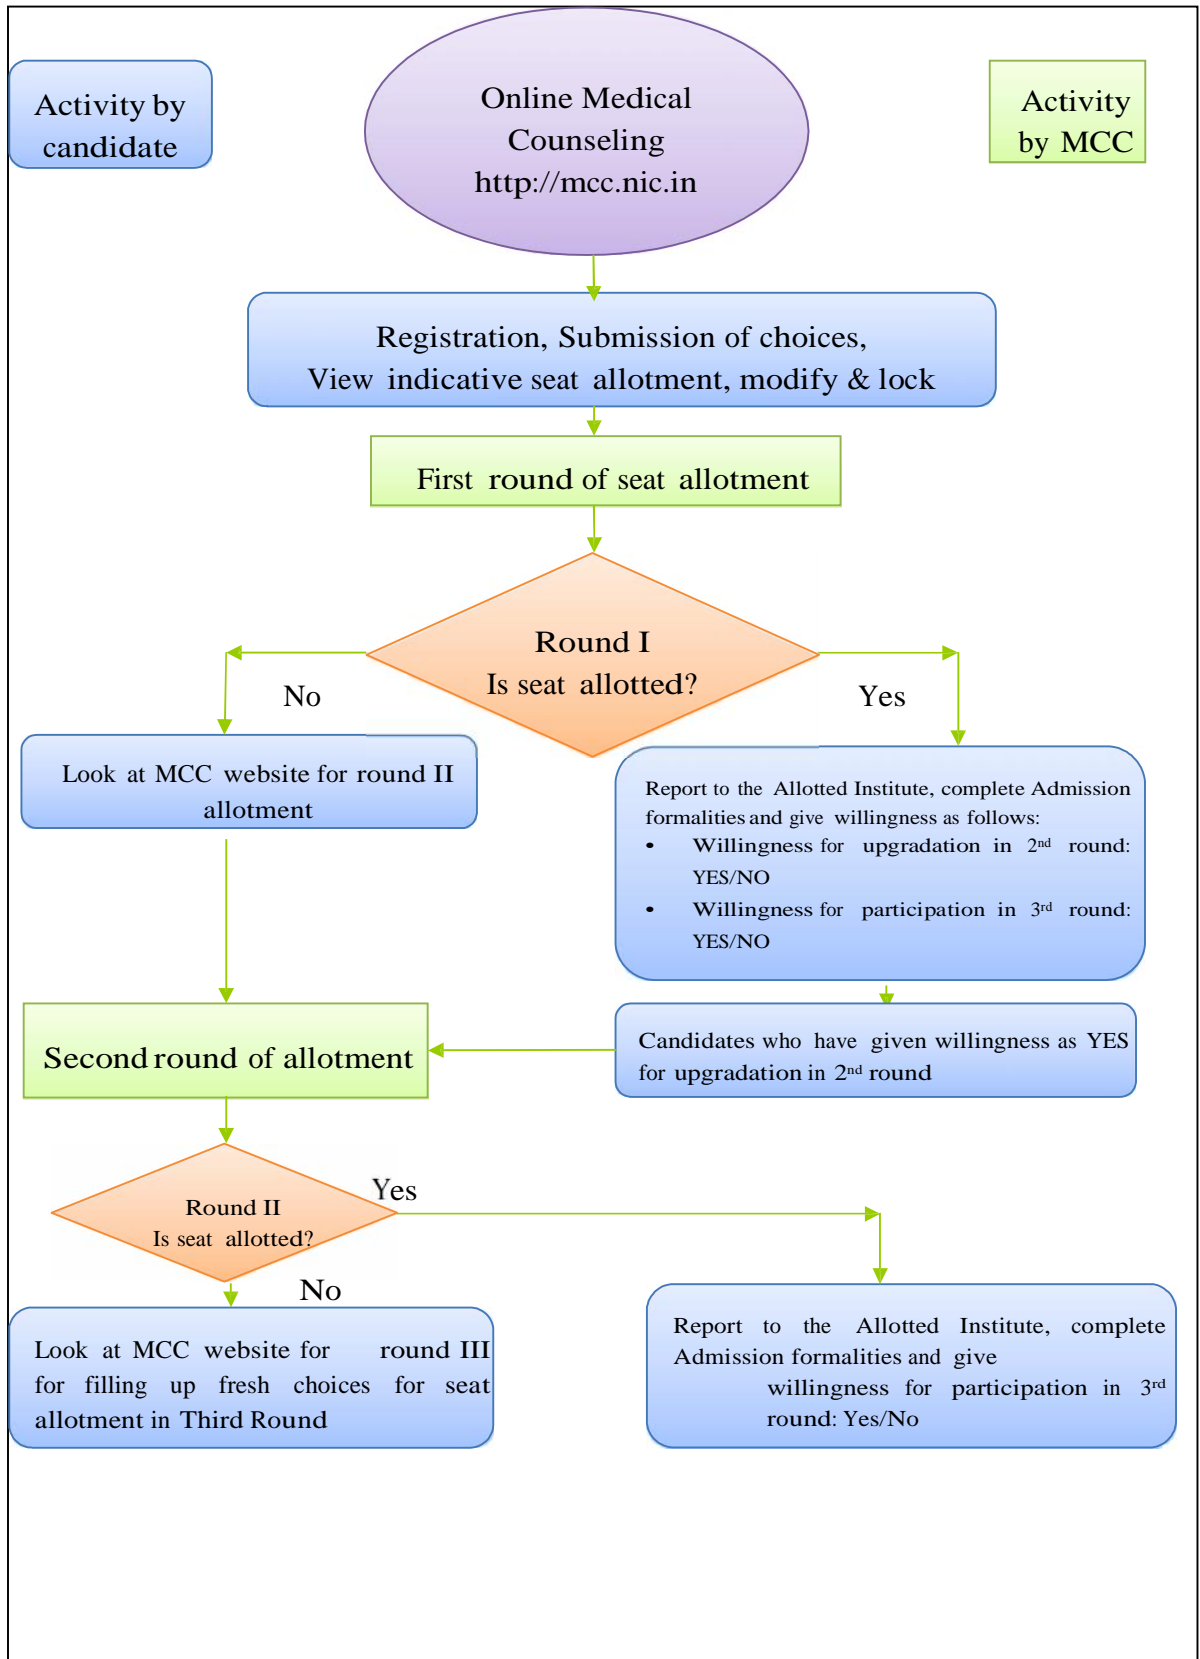 Activity by
candidate
Online Medical
Counseling
http://mcc.nic.in
Activity
by MCC
Registration, Submission of choices,
View indicative seat allotment, modify & lock
First round of seat allotment
Round I
Is seat allotted?
No
Yes
Look at MCC website for round II
allotment
Report to the Allotted Institute, complete Admission
formalities and give willingness as follows:
• Willingness for upgradation in 2nd round:
YES/NO
• Willingness for participation in 3rd round:
YES/NO
Second round of allotment
Candidates who have given willingness as YES
for upgradation in 2nd round
Round II
Is seat allotted?
Yes
No
Look at MCC website for round III
for filling up fresh choices for seat
allotment in Third Round
Report to the Allotted Institute, complete
Admission formalities and give
willingness for participation in 3rd
round: Yes/No